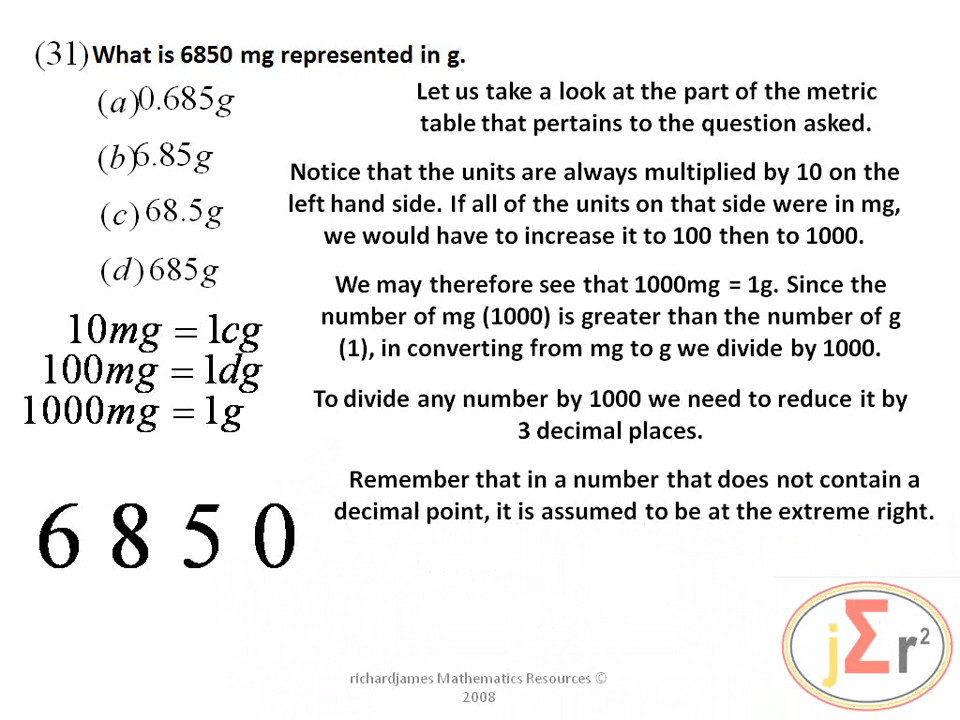 (31) What is 6850 mg represented in g.
(a) 0.685g
(b) 6.85g
(c) 68.5g
(d) 685g
10mg = 1cg
100mg = 1dg
1000mg = 1g
6 8 5 0
Let us take a look at the part of the metric
table that pertains to the question asked.
Notice that the units are always multiplied by 10 on the
left hand side. If all of the units on that side were in mg,
we would have to increase it to 100 then to 1000.
We may therefore see that 1000mg = 1g. Since the
number of mg (1000) is greater than the number of g
(1), in converting from mg to g we divide by 1000.
To divide any number by 1000 we need to reduce it by
3 decimal places.
Remember that in a number that does not contain a
decimal point, it is assumed to be at the extreme right.
jΣr²
richardjames Mathematics Resources ©
2008